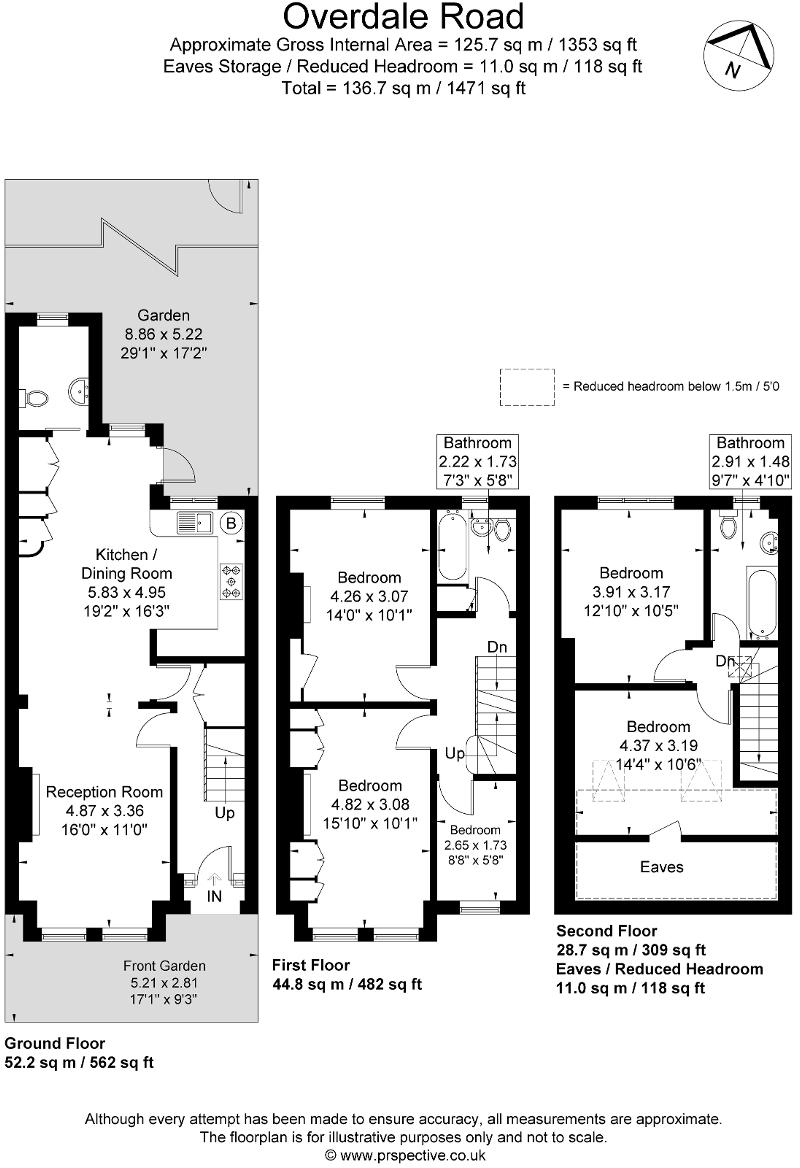 Overdale Road
Approximate Gross Internal Area = 125.7 sq m / 1353 sq ft
Eaves Storage / Reduced Headroom = 11.0 sq m / 118 sq ft
Total = 136.7 sq m / 1471 sq ft
N
Garden
8.86 x 5.22
29'1" x 17'2"
= Reduced headroom below 1.5m / 5'0
B
Kitchen /
Dining Room
5.83 x 4.95
19'2" x 16'3"
Reception Room
4.87 x 3.36
16'0" x 11'0"
Up
IN
Front Garden
5.21 x 2.81
17'1" x 9'3"
Ground Floor
52.2 sq m / 562 sq ft
Bathroom
2.22 x 1.73
7'3" x 5'8"
Bedroom
4.26 x 3.07
14'0" x 10'1"
Dn
Up
Bedroom
4.82 x 3.08
15'10" x 10'1"
Bedroom
2.65 x 1.73
8'8" x 5'8"
First Floor
44.8 sq m / 482 sq ft
Bathroom
2.91 x 1.48
9'7" x 4'10"
Bedroom
3.91 x 3.17
12'10" x 10'5"
Dn
Bedroom
4.37 x 3.19
14'4" x 10'6"
Eaves
Second Floor
28.7 sq m / 309 sq ft
Eaves / Reduced Headroom
11.0 sq m / 118 sq ft
Although every attempt has been made to ensure accuracy, all measurements are approximate.
The floorplan is for illustrative purposes only and not to scale.
© www.prspective.co.uk